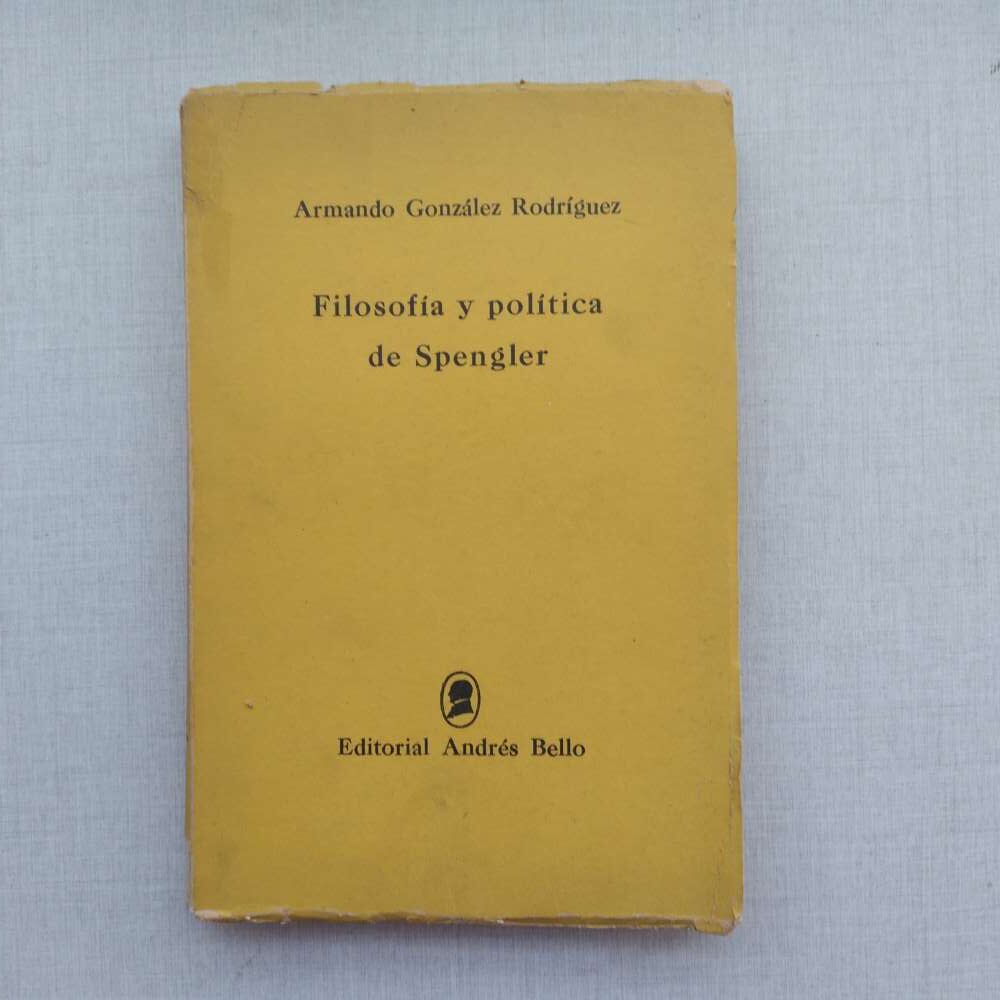 Armando González Rodríguez
Filosofía y política
de Spengler
Editorial Andrés Bello